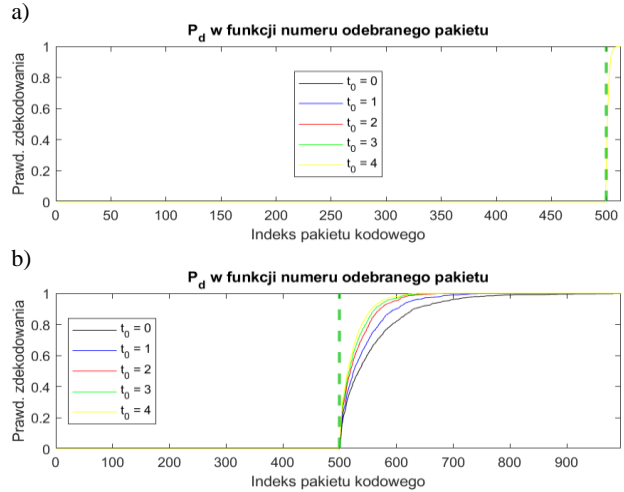 a)
P_d w funkcji numeru odebranego pakietu
Prawd. zdekodowania
1
0.8
0.6
0.4
0.2
0
t_0 = 0
t_0 = 1
t_0 = 2
t_0 = 3
t_0 = 4
0 50 100 150 200 250 300 350 400 450 500
Indeks pakietu kodowego
b)
P_d w funkcji numeru odebranego pakietu
Prawd. zdekodowania
1
0.8
0.6
0.4
0.2
0
t_0 = 0
t_0 = 1
t_0 = 2
t_0 = 3
t_0 = 4
0 100 200 300 400 500 600 700 800 900
Indeks pakietu kodowego